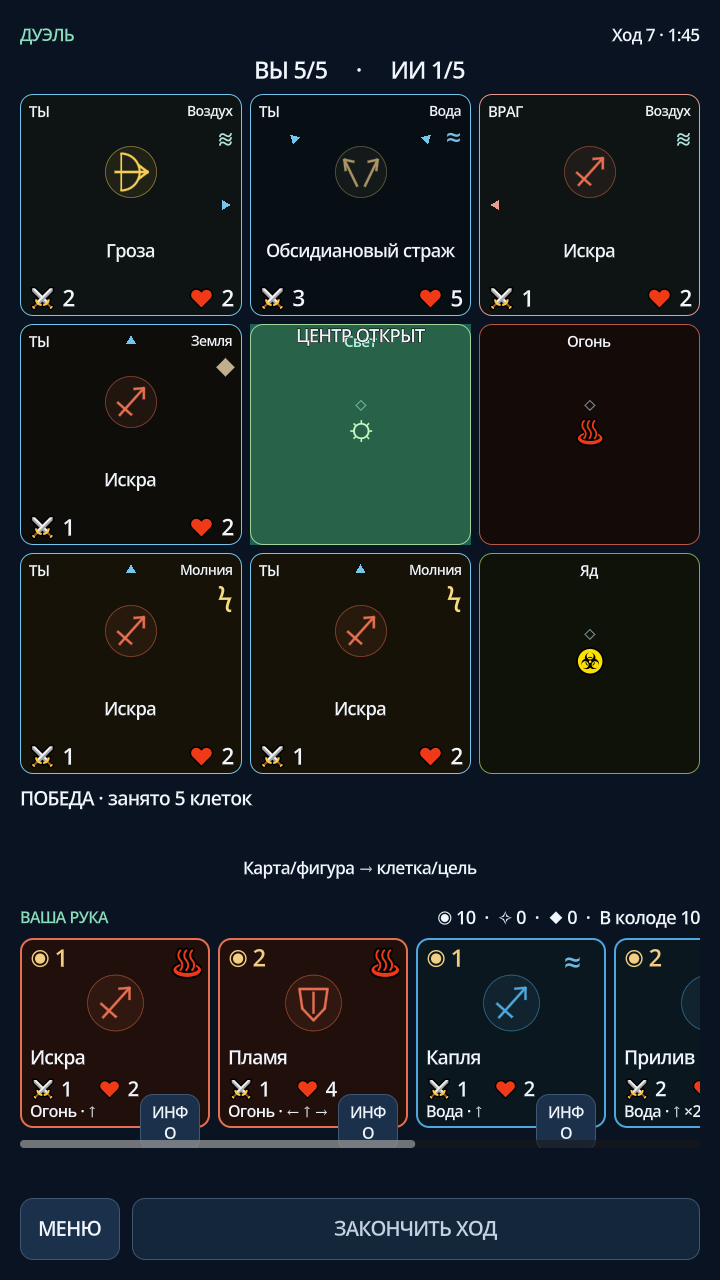 ДУЭЛЬ
Ход 7 · 1:45
ВЫ 5/5 · ИИ 1/5
ТЫ Воздух
Гроза
2 2
ТЫ Вода
Обсидиановый страж
3 5
ВРАГ Воздух
Искра
1 2
ТЫ Земля
Искра
1 2
ЦЕНТР ОТКРЫТ
Свет
Огонь
ТЫ Молния
Искра
1 2
ТЫ Молния
Искра
1 2
Яд
ПОБЕДА · занято 5 клеток
Карта/фигура → клетка/цель
ВАША РУКА
◉ 10 · ✧ 0 · ◆ 0 · В колоде 10
◉ 1
Искра
1 2
Огонь · ↑
ИНФ
О
◉ 2
Пламя
1 4
Огонь · ← ↑ →
ИНФ
О
◉ 1
Капля
1 2
Вода · ↑
ИНФ
О
◉ 2
Прилив
2
Вода · ↑ ×2
МЕНЮ
ЗАКОНЧИТЬ ХОД